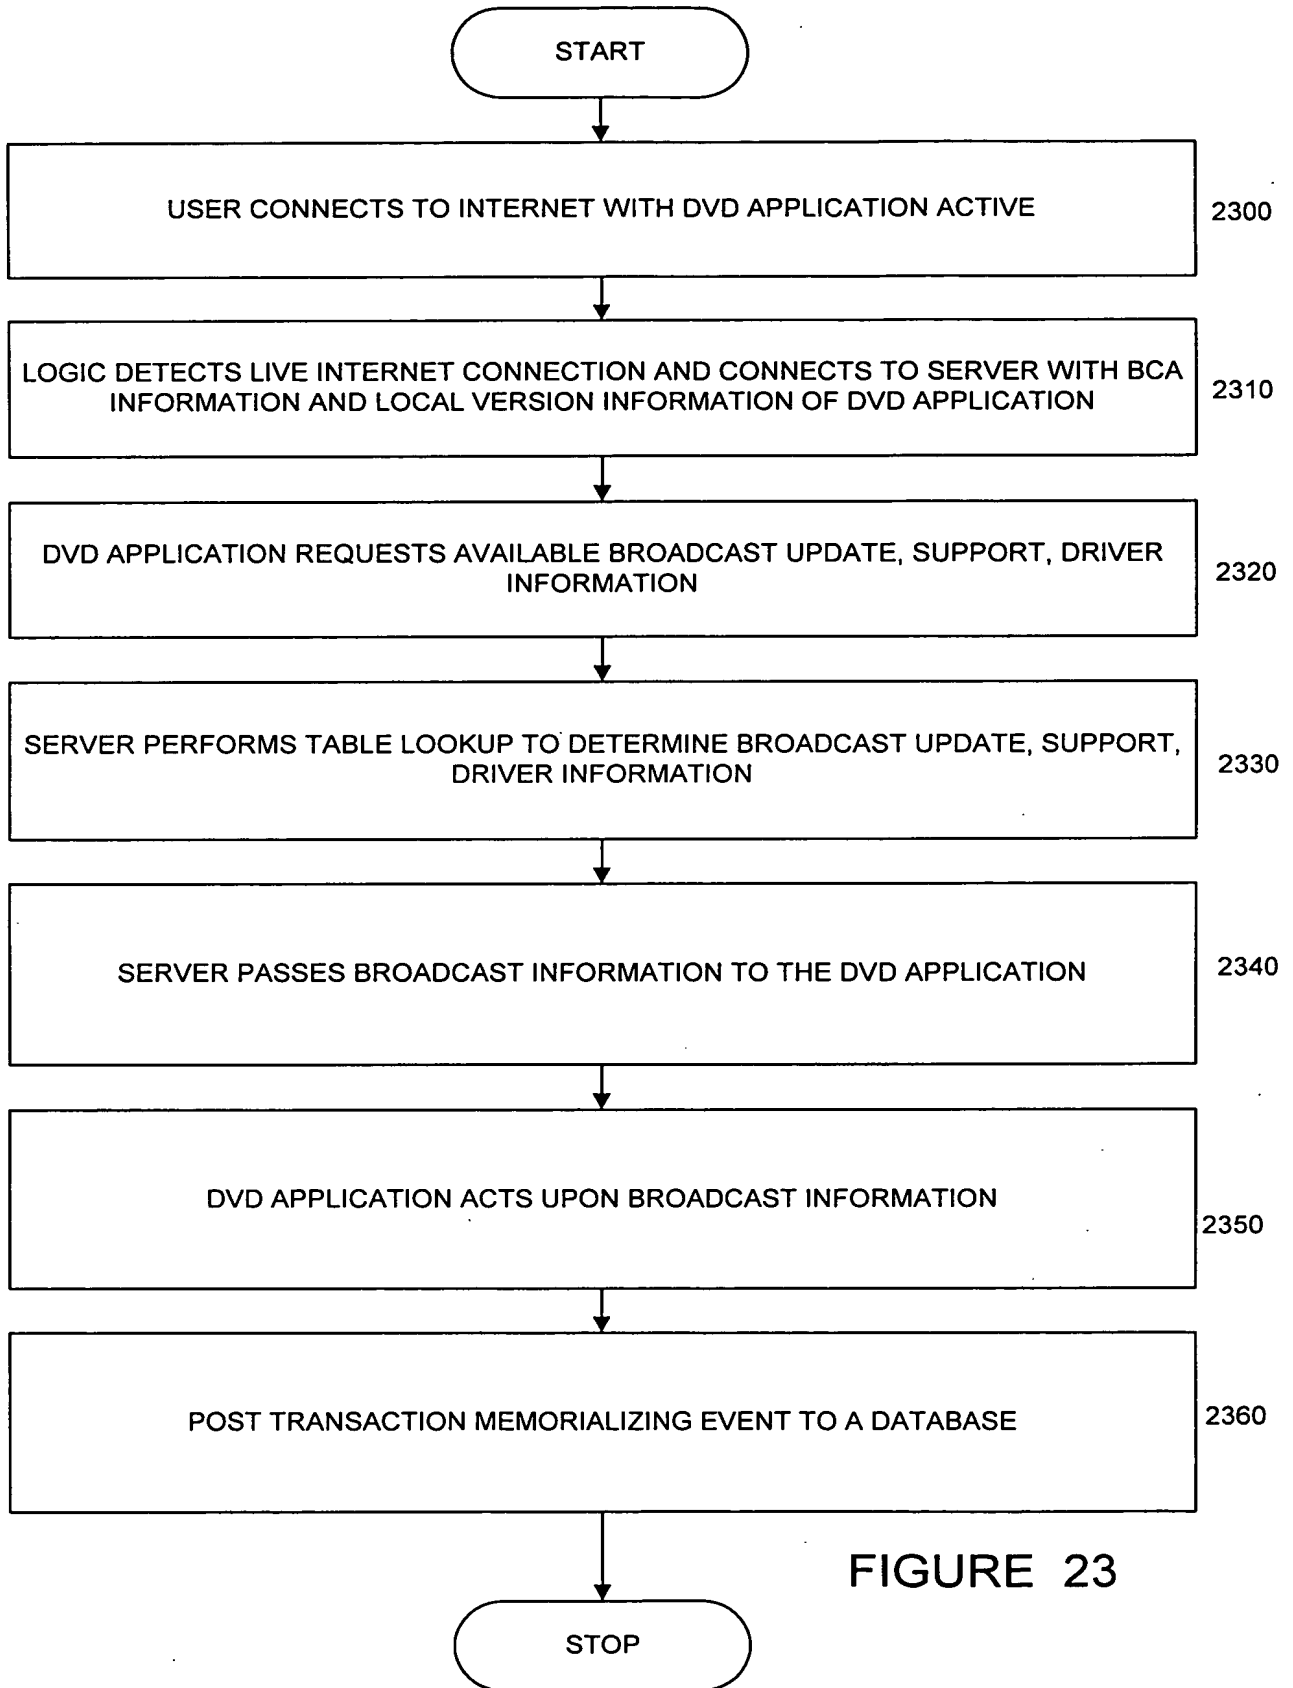 START
USER CONNECTS TO INTERNET WITH DVD APPLICATION ACTIVE
2300
LOGIC DETECTS LIVE INTERNET CONNECTION AND CONNECTS TO SERVER WITH BCA
INFORMATION AND LOCAL VERSION INFORMATION OF DVD APPLICATION
2310
DVD APPLICATION REQUESTS AVAILABLE BROADCAST UPDATE, SUPPORT, DRIVER
INFORMATION
2320
SERVER PERFORMS TABLE LOOKUP TO DETERMINE BROADCAST UPDATE, SUPPORT,
DRIVER INFORMATION
2330
SERVER PASSES BROADCAST INFORMATION TO THE DVD APPLICATION
2340
DVD APPLICATION ACTS UPON BROADCAST INFORMATION
2350
POST TRANSACTION MEMORIALIZING EVENT TO A DATABASE
2360
FIGURE 23
STOP